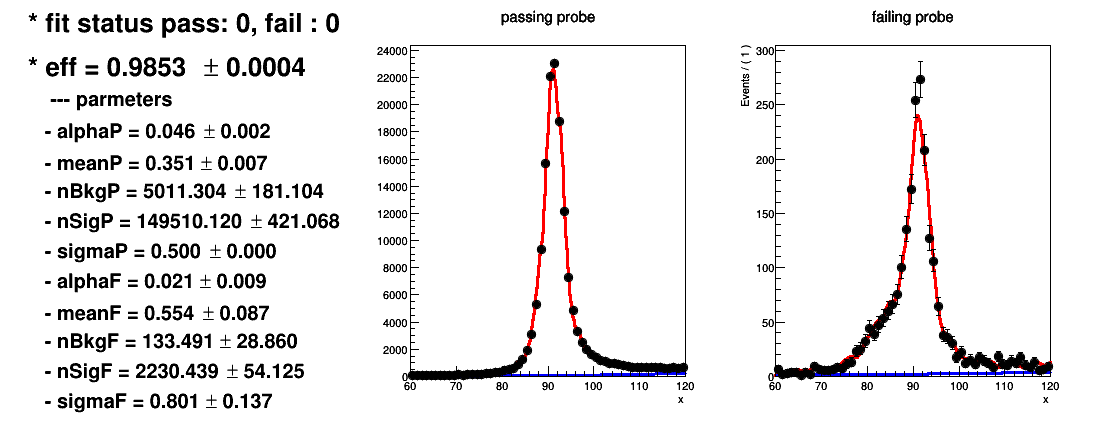 * fit status pass: 0, fail : 0
* eff = 0.9853 ± 0.0004
--- parmeters
- alphaP = 0.046 ± 0.002
- meanP = 0.351 ± 0.007
- nBkgP = 5011.304 ± 181.104
- nSigP = 149510.120 ± 421.068
- sigmaP = 0.500 ± 0.000
- alphaF = 0.021 ± 0.009
- meanF = 0.554 ± 0.087
- nBkgF = 133.491 ± 28.860
- nSigF = 2230.439 ± 54.125
- sigmaF = 0.801 ± 0.137
passing probe
24000
22000
20000
18000
16000
14000
12000
10000
8000
6000
4000
2000
0
60 70 80 90 100 110 120
x
failing probe
Events / ( 1 )
300
250
200
150
100
50
0
60 70 80 90 100 110 120
x